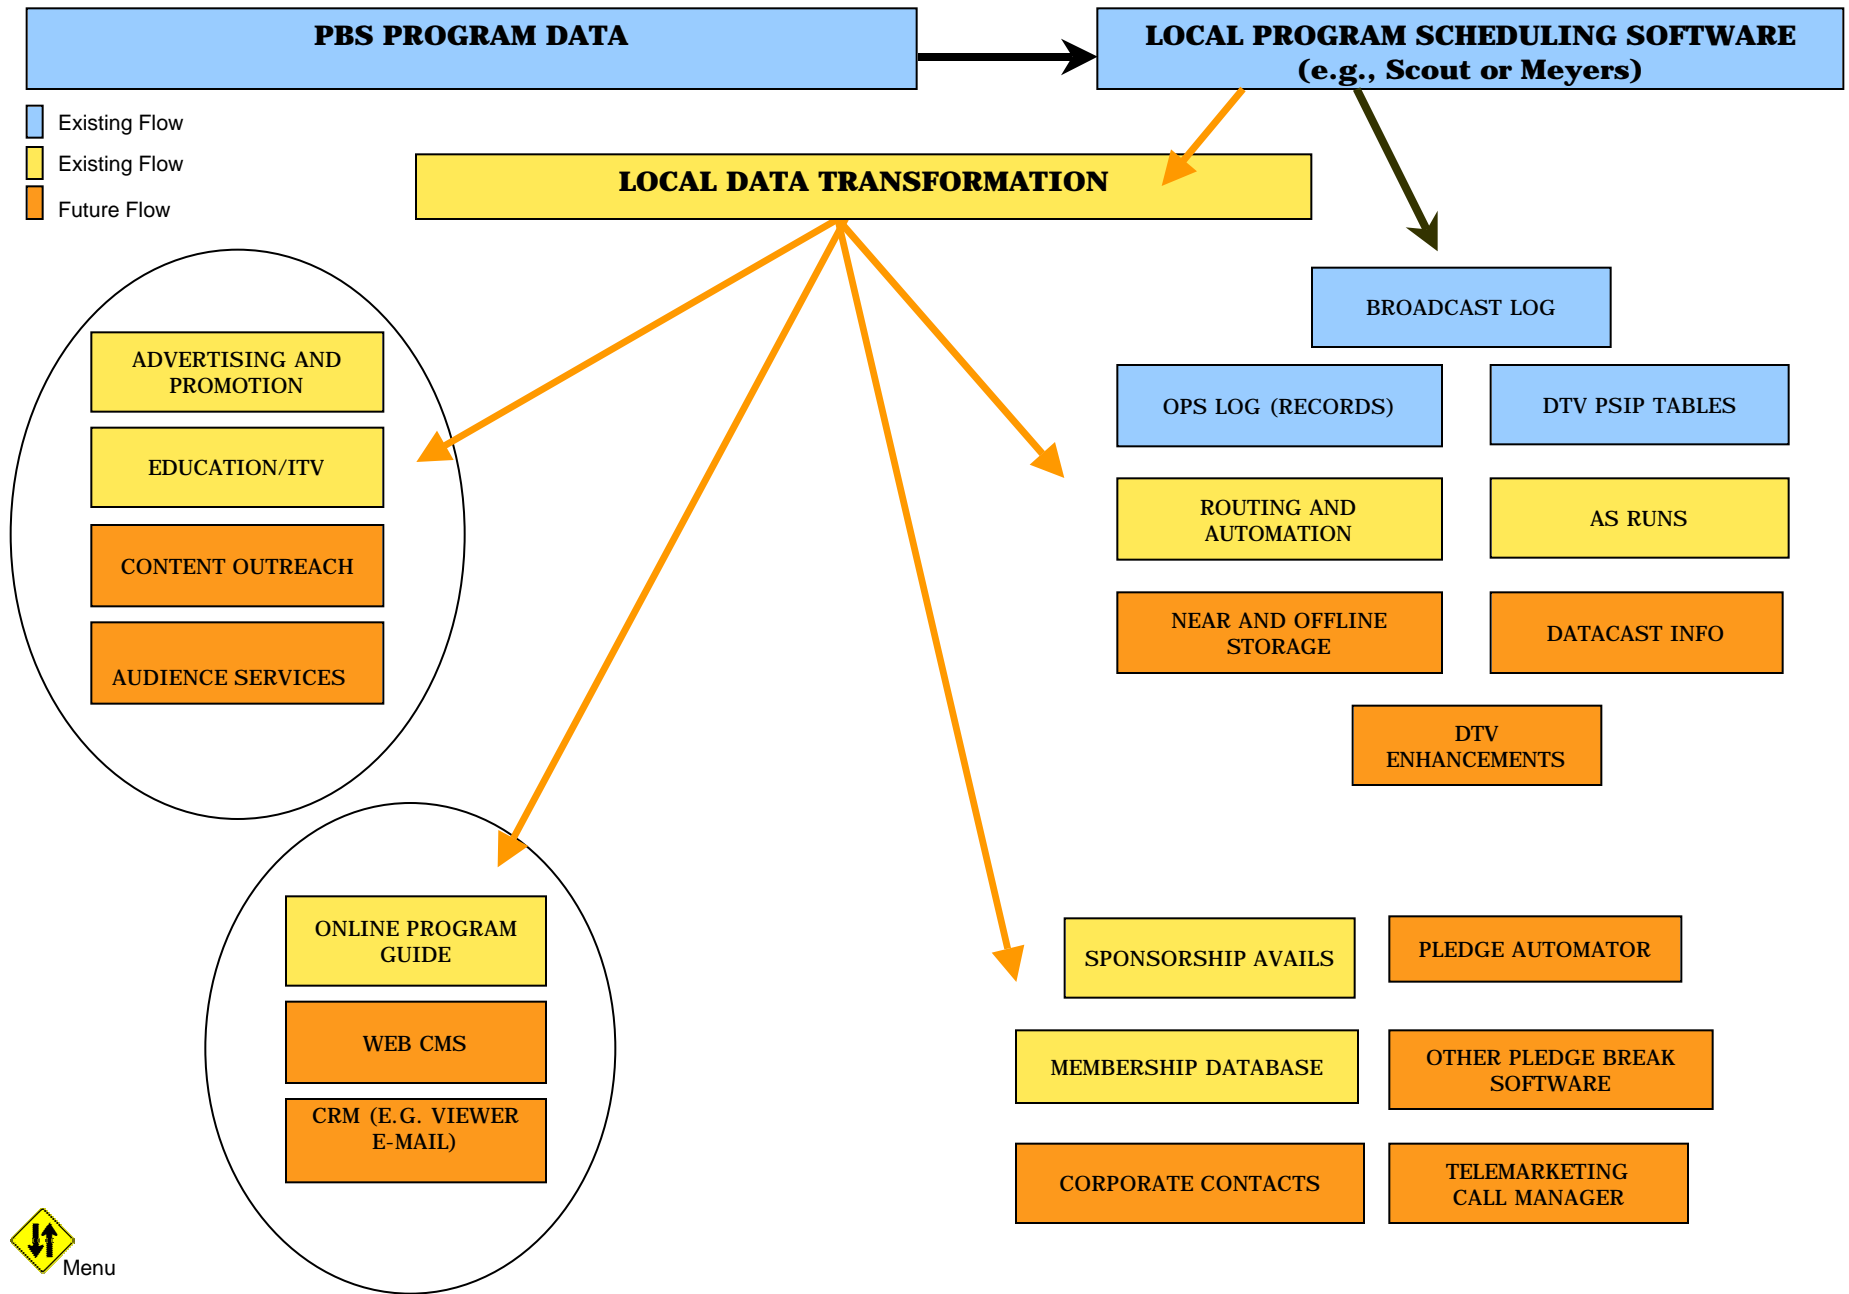 PBS PROGRAM DATA
LOCAL PROGRAM SCHEDULING SOFTWARE
(e.g., Scout or Meyers)
Existing Flow
Existing Flow
Future Flow
LOCAL DATA TRANSFORMATION
ADVERTISING AND
PROMOTION
EDUCATION/ITV
CONTENT OUTREACH
AUDIENCE SERVICES
BROADCAST LOG
OPS LOG (RECORDS)
DTV PSIP TABLES
ROUTING AND
AUTOMATION
AS RUNS
NEAR AND OFFLINE
STORAGE
DATACAST INFO
DTV
ENHANCEMENTS
ONLINE PROGRAM
GUIDE
WEB CMS
CRM (E.G. VIEWER
E-MAIL)
SPONSORSHIP AVAILS
PLEDGE AUTOMATOR
MEMBERSHIP DATABASE
OTHER PLEDGE BREAK
SOFTWARE
CORPORATE CONTACTS
TELEMARKETING
CALL MANAGER
Menu